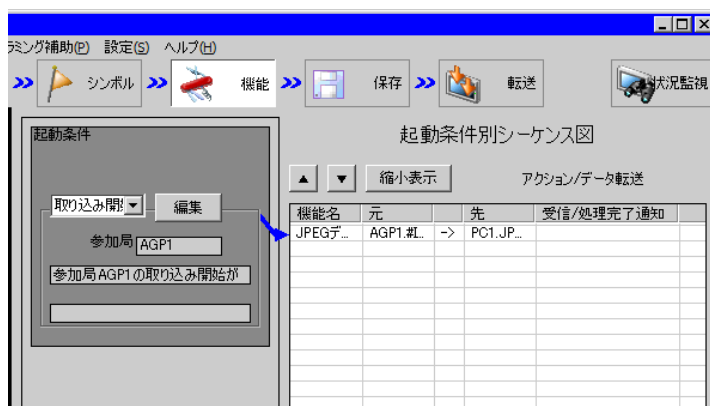 ラミング補助(P) 設定(S) ヘルプ(H)
シンボル 機能 保存 転送 状況監視
起動条件
起動条件別シーケンス図
縮小表示 アクション/データ転送
取り込み開 編集
機能名 元 先 受信/処理完了通知
JPEGデ... AGP1.#I... -> PC1.JP...
参加局 AGP1
参加局AGP1の取り込み開始が